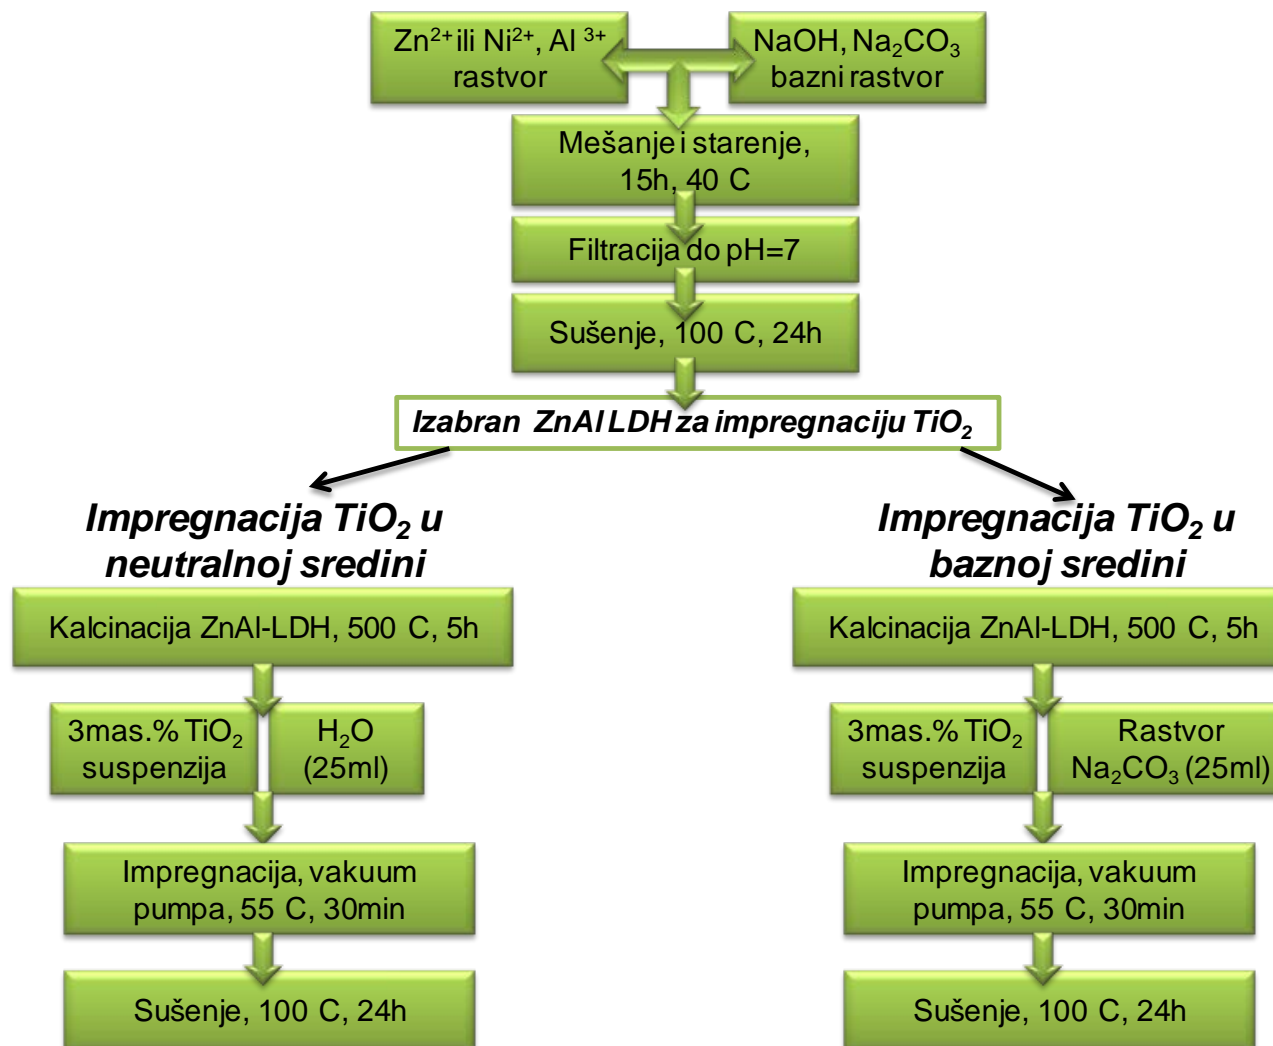 Zn²⁺ ili Ni²⁺, Al ³⁺
rastvor
NaOH, Na₂CO₃
bazni rastvor
Mešanje i starenje,
15h, 40 C
Filtracija do pH=7
Sušenje, 100 C, 24h
Izabran ZnAl LDH za impregnaciju TiO₂
Impregnacija TiO₂ u
neutralnoj sredini
Kalcinacija ZnAl-LDH, 500 C, 5h
3mas.% TiO₂
suspenzija
H₂O
(25ml)
Impregnacija, vakuum
pumpa, 55 C, 30min
Sušenje, 100 C, 24h
Impregnacija TiO₂ u
baznoj sredini
Kalcinacija ZnAl-LDH, 500 C, 5h
3mas.% TiO₂
suspenzija
Rastvor
Na₂CO₃ (25ml)
Impregnacija, vakuum
pumpa, 55 C, 30min
Sušenje, 100 C, 24h